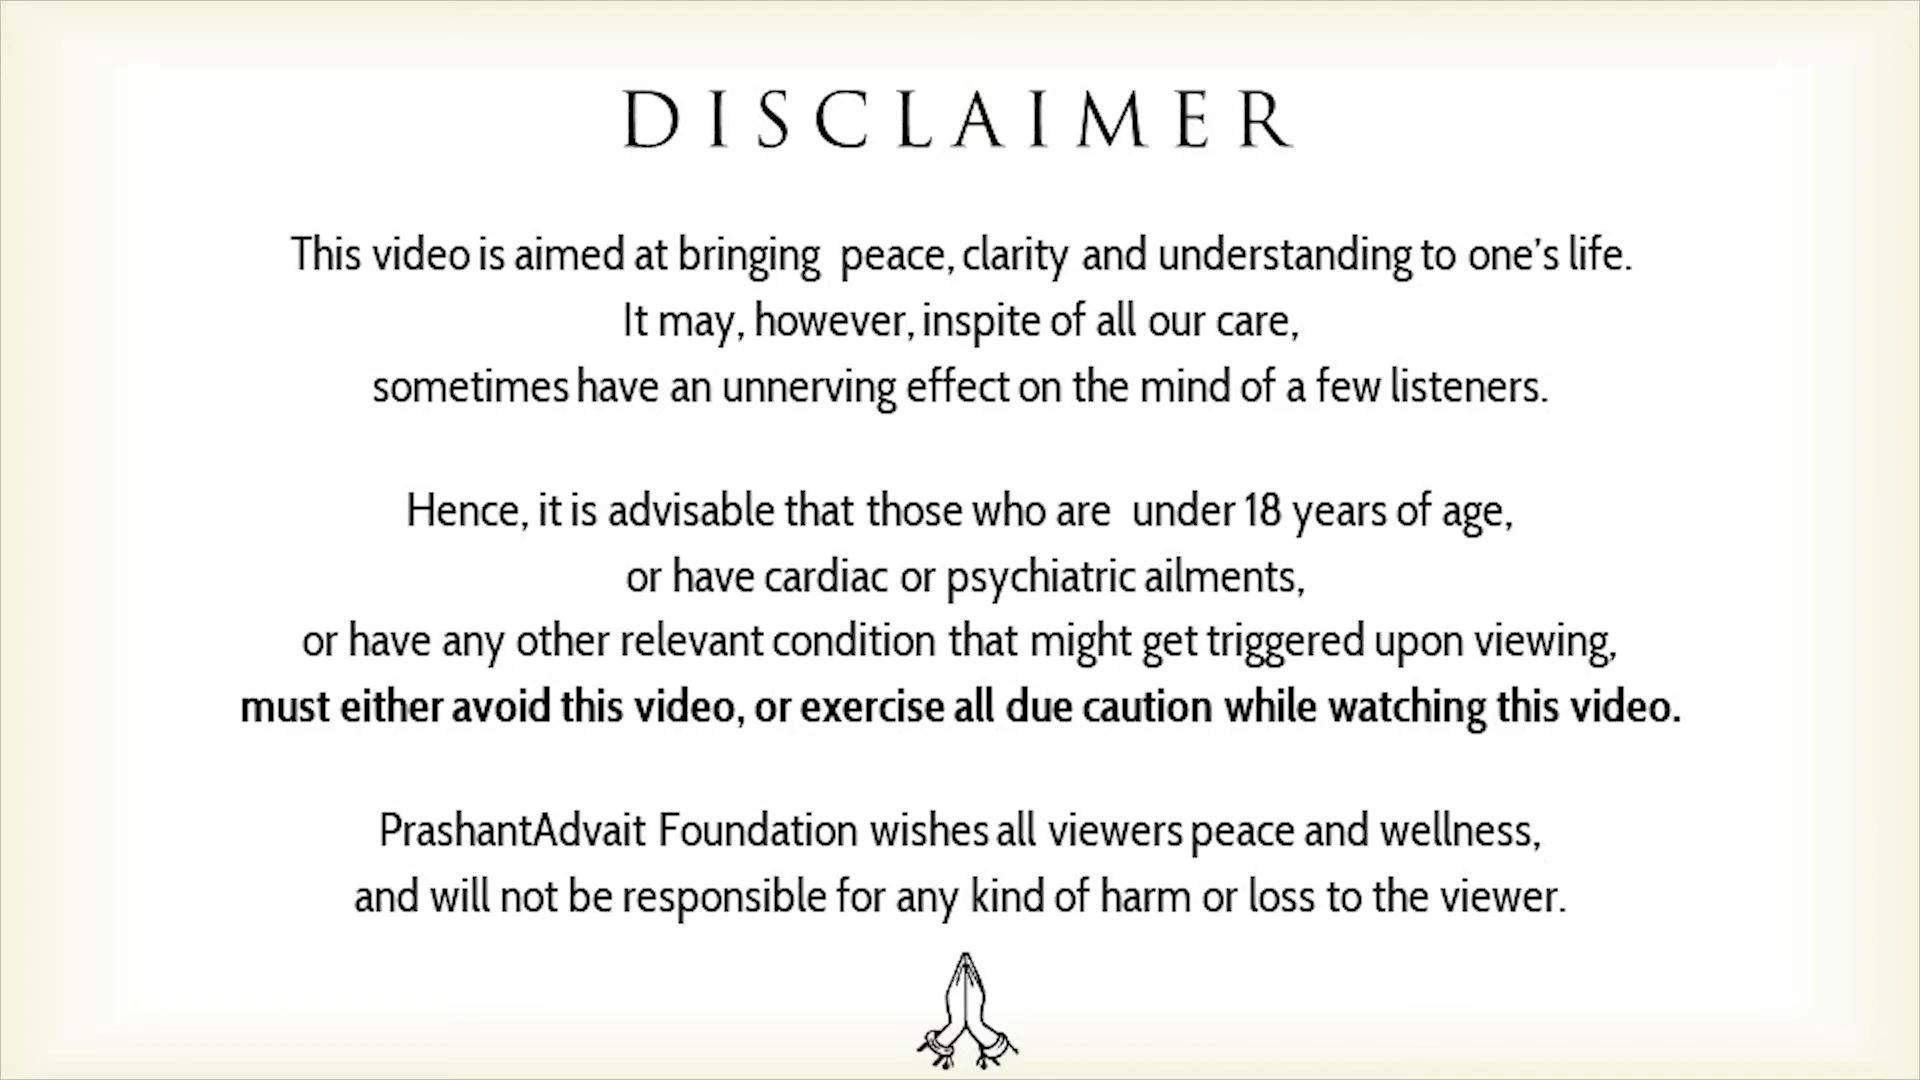 DISCLAIMER
This video is aimed at bringing peace, clarity and understanding to one's life.
It may, however, inspite of all our care,
sometimes have an unnerving effect on the mind of a few listeners.
Hence, it is advisable that those who are under 18 years of age,
or have cardiac or psychiatric ailments,
or have any other relevant condition that might get triggered upon viewing,
must either avoid this video, or exercise all due caution while watching this video.
PrashantAdvait Foundation wishes all viewers peace and wellness,
and will not be responsible for any kind of harm or loss to the viewer.